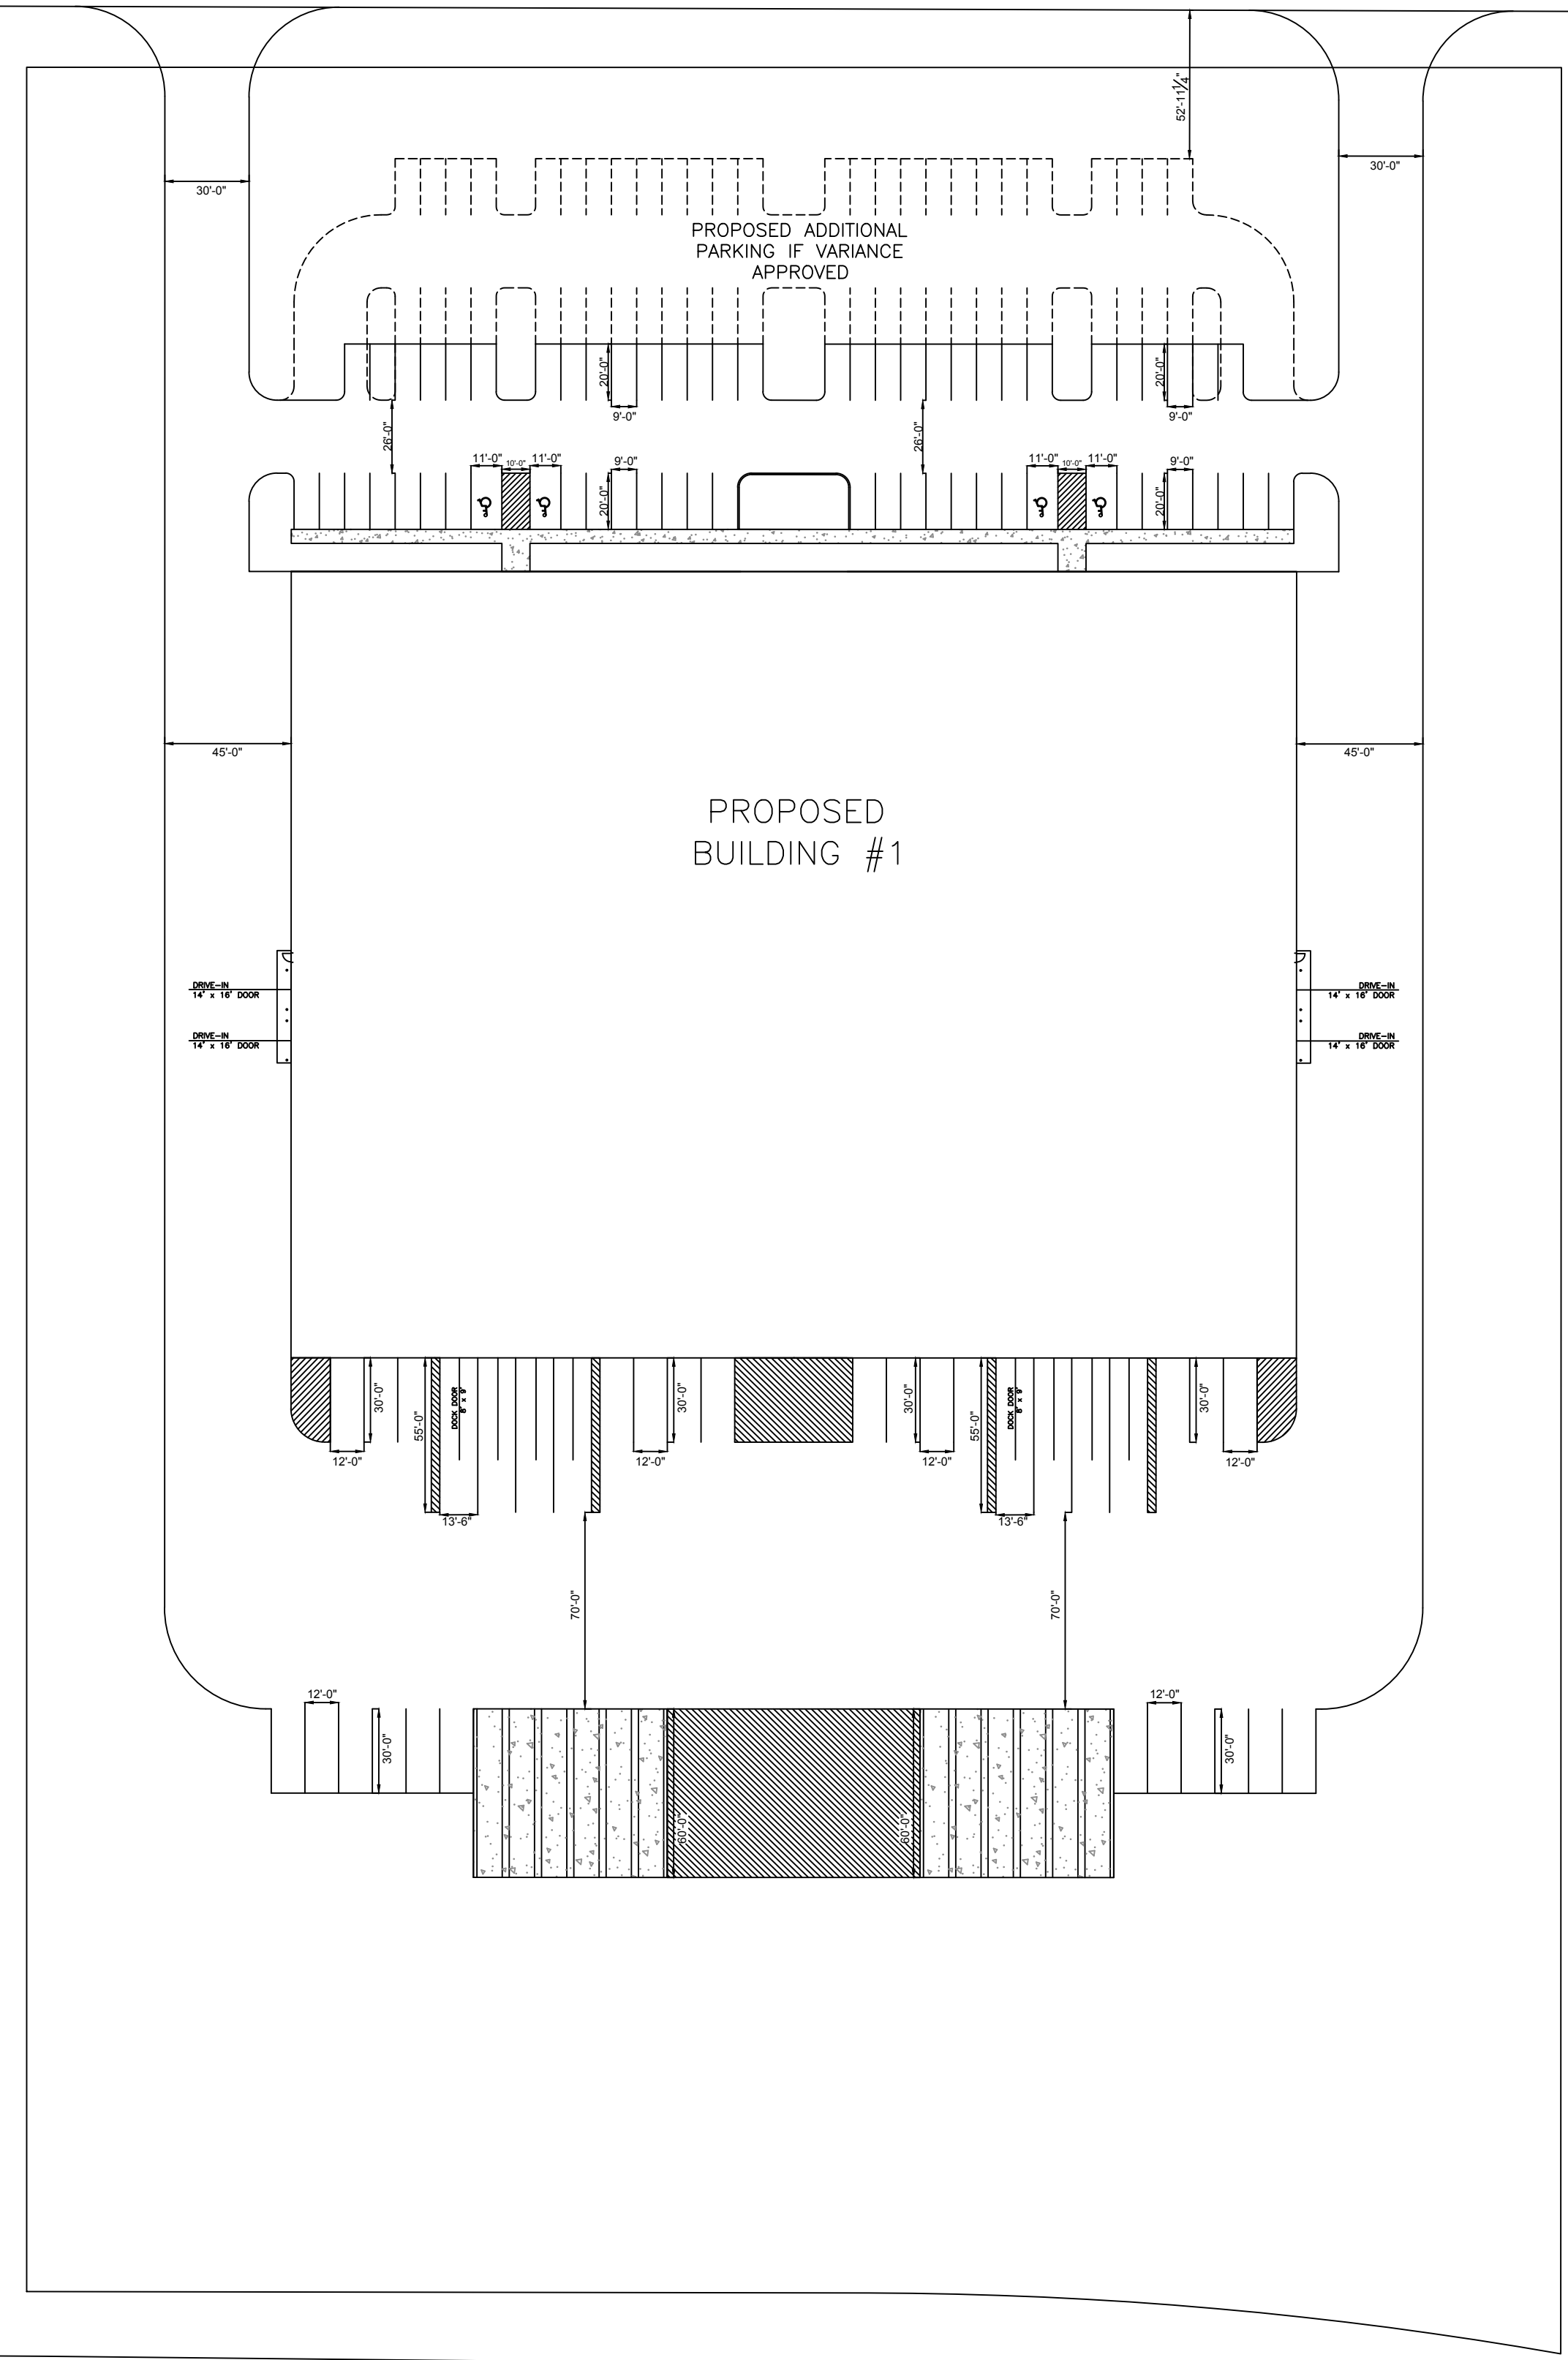 52'-11 1/4"
30'-0"
30'-0"
PROPOSED ADDITIONAL
PARKING IF VARIANCE
APPROVED
20'-0"
20'-0"
9'-0"
9'-0"
26'-0"
26'-0"
11'-0"
10'-0"
11'-0"
9'-0"
11'-0"
10'-0"
11'-0"
9'-0"
20'-0"
20'-0"
45'-0"
45'-0"
PROPOSED
BUILDING #1
DRIVE-IN
14' x 16' DOOR
DRIVE-IN
14' x 16' DOOR
DRIVE-IN
14' x 16' DOOR
DRIVE-IN
14' x 16' DOOR
30'-0"
55'-0"
DOCK DOOR
8' x 9'
30'-0"
30'-0"
55'-0"
DOCK DOOR
8' x 9'
30'-0"
12'-0"
12'-0"
12'-0"
12'-0"
13'-6"
13'-6"
70'-0"
70'-0"
12'-0"
12'-0"
30'-0"
30'-0"
60'-0"
60'-0"